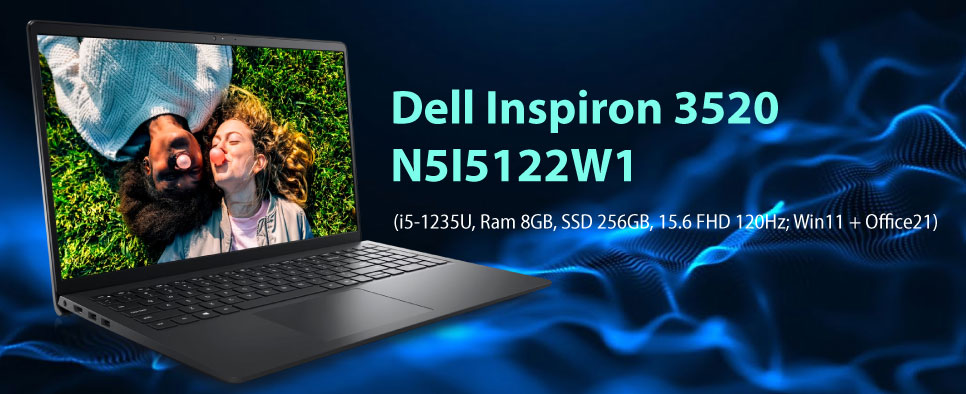 Dell Inspiron 3520
N5I5122W1
(i5-1235U, Ram 8GB, SSD 256GB, 15.6 FHD 120Hz; Win11 + Office21)